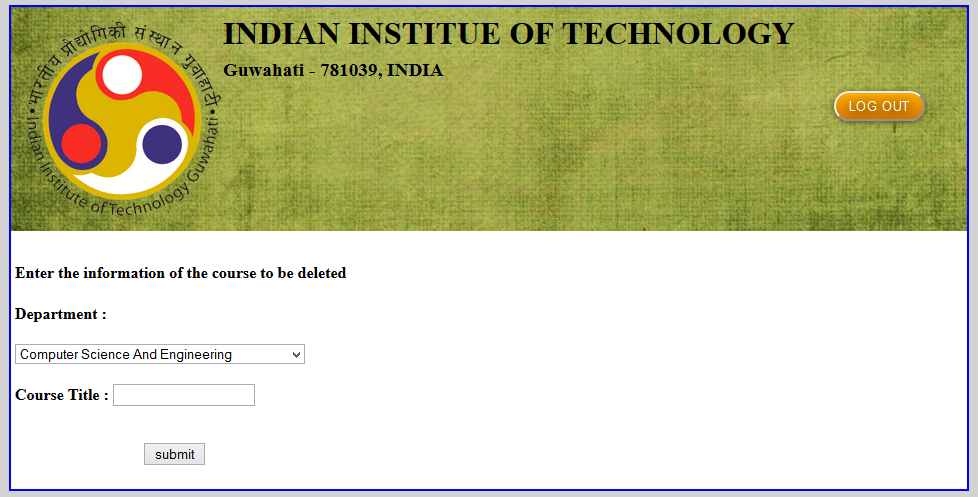 भारतीय प्रौद्योगिकी संस्थान गुवाहाटी
Indian Institute of Technology Guwahati
INDIAN INSTITUE OF TECHNOLOGY
Guwahati - 781039, INDIA
LOG OUT
Enter the information of the course to be deleted
Department :
Computer Science And Engineering
Course Title :
submit